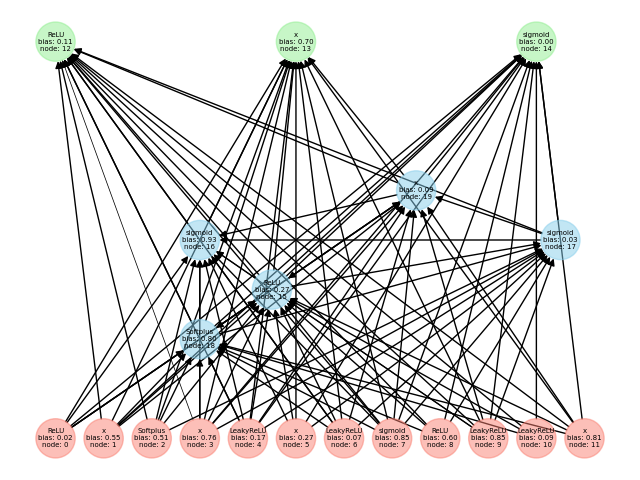 ReLU
bias: 0.11
node: 12
x
bias: 0.70
node: 13
sigmoid
bias: 0.00
node: 14
x
bias: 0.09
node: 19
sigmoid
bias: 0.93
node: 16
sigmoid
bias: 0.03
node: 17
ReLU
bias: 0.27
node: 15
Softplus
bias: 0.80
node: 18
ReLU
bias: 0.02
node: 0
x
bias: 0.55
node: 1
Softplus
bias: 0.51
node: 2
x
bias: 0.76
node: 3
LeakyReLU
bias: 0.17
node: 4
x
bias: 0.27
node: 5
LeakyReLU
bias: 0.07
node: 6
sigmoid
bias: 0.85
node: 7
ReLU
bias: 0.60
node: 8
LeakyReLU
bias: 0.85
node: 9
LeakyReLU
bias: 0.09
node: 10
x
bias: 0.81
node: 11